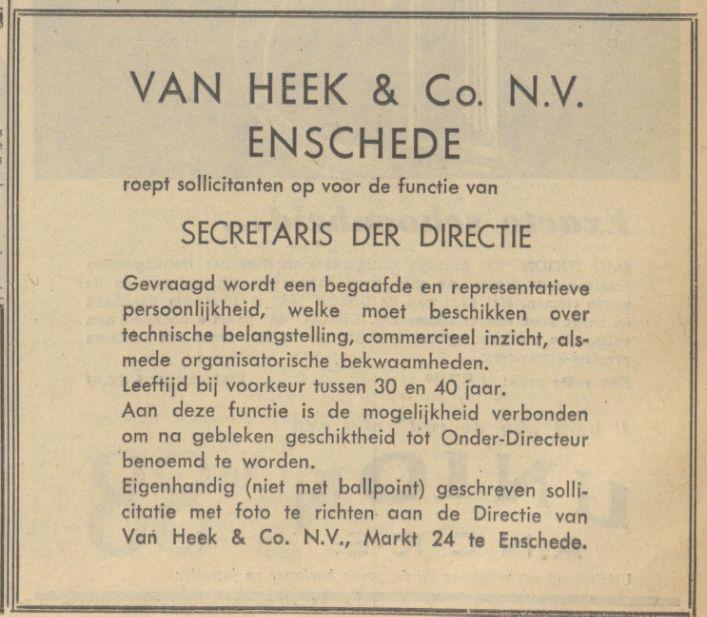 VAN HEEK & Co. N.V.
ENSCHEDE
roept sollicitanten op voor de functie van
SECRETARIS DER DIRECTIE
Gevraagd wordt een begaafde en representatieve
persoonlijkheid, welke moet beschikken over
technische belangstelling, commercieel inzicht, als-
mede organisatorische bekwaamheden.
Leeftijd bij voorkeur tussen 30 en 40 jaar.
Aan deze functie is de mogelijkheid verbonden
om na gebleken geschiktheid tot Onder-Directeur
benoemd te worden.
Eigenhandig (niet met ballpoint) geschreven solli-
citatie met foto te richten aan de Directie van
Van Heek & Co. N.V., Markt 24 te Enschede.